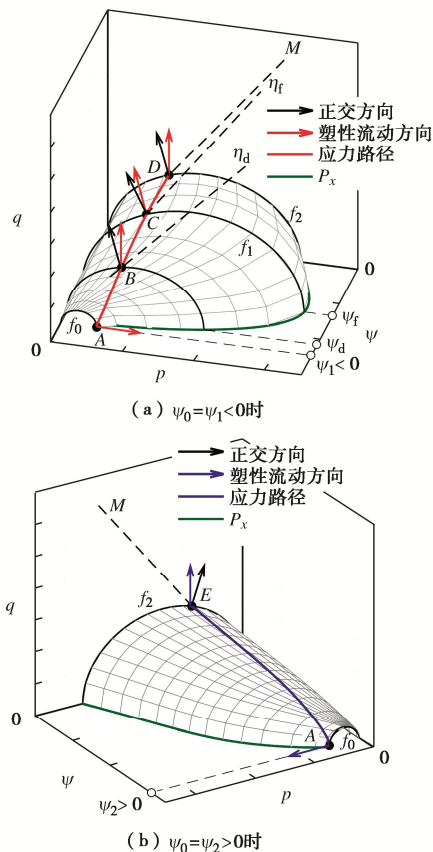 M
η_f
正交方向
塑性流动方向
η_d
应力路径
P_x
D
C
q
f_2
f_1
B
f_0
A
0
0
ψ_f
ψ
ψ_d
ψ_1<0
p
(a) ψ_0=ψ_1<0时
正交方向
塑性流动方向
应力路径
P_x
M
E
f_2
q
0
A
f_0
0
ψ
ψ_2>0
p
(b) ψ_0=ψ_2>0时